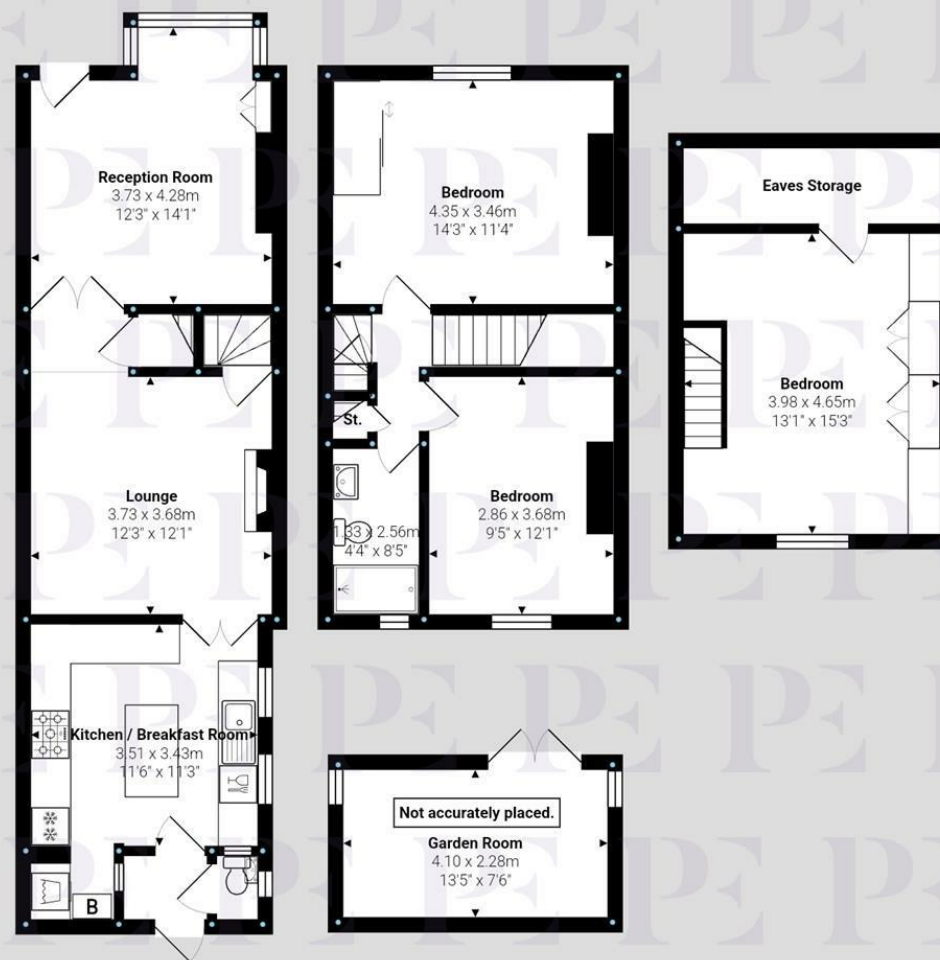 Reception Room
3.73 x 4.28m
12'3" x 14'1"
Lounge
3.73 x 3.68m
12'3" x 12'1"
Kitchen / Breakfast Room
3.51 x 3.43m
11'6" x 11'3"
B
Bedroom
4.35 x 3.46m
14'3" x 11'4"
St.
1.33 x 2.56m
4'4" x 8'5"
Bedroom
2.86 x 3.68m
9'5" x 12'1"
Eaves Storage
Bedroom
3.98 x 4.65m
13'1" x 15'3"
Not accurately placed.
Garden Room
4.10 x 2.28m
13'5" x 7'6"